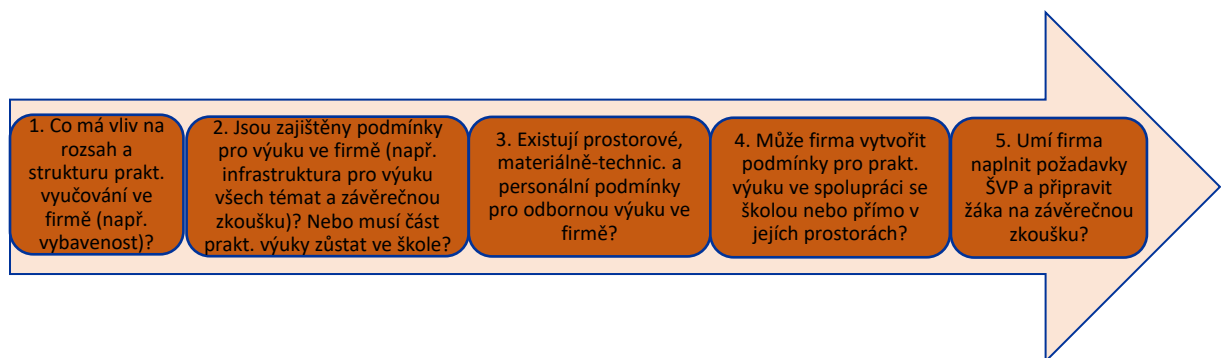 1. Co má vliv na
rozsah a
strukturu prakt.
vyučování ve
firmě (např.
vybavenost)?
2. Jsou zajištěny podmínky
pro výuku ve firmě (např.
infrastruktura pro výuku
všech témat a závěrečnou
zkoušku)? Nebo musí část
prakt. výuky zůstat ve škole?
3. Existují prostorové,
materiálně-technic. a
personální podmínky
pro odbornou výuku ve
firmě?
4. Může firma vytvořit
podmínky pro prakt.
výuku ve spolupráci se
školou nebo přímo v
jejích prostorách?
5. Umí firma
naplnit požadavky
ŠVP a připravit
žáka na závěrečnou
zkoušku?